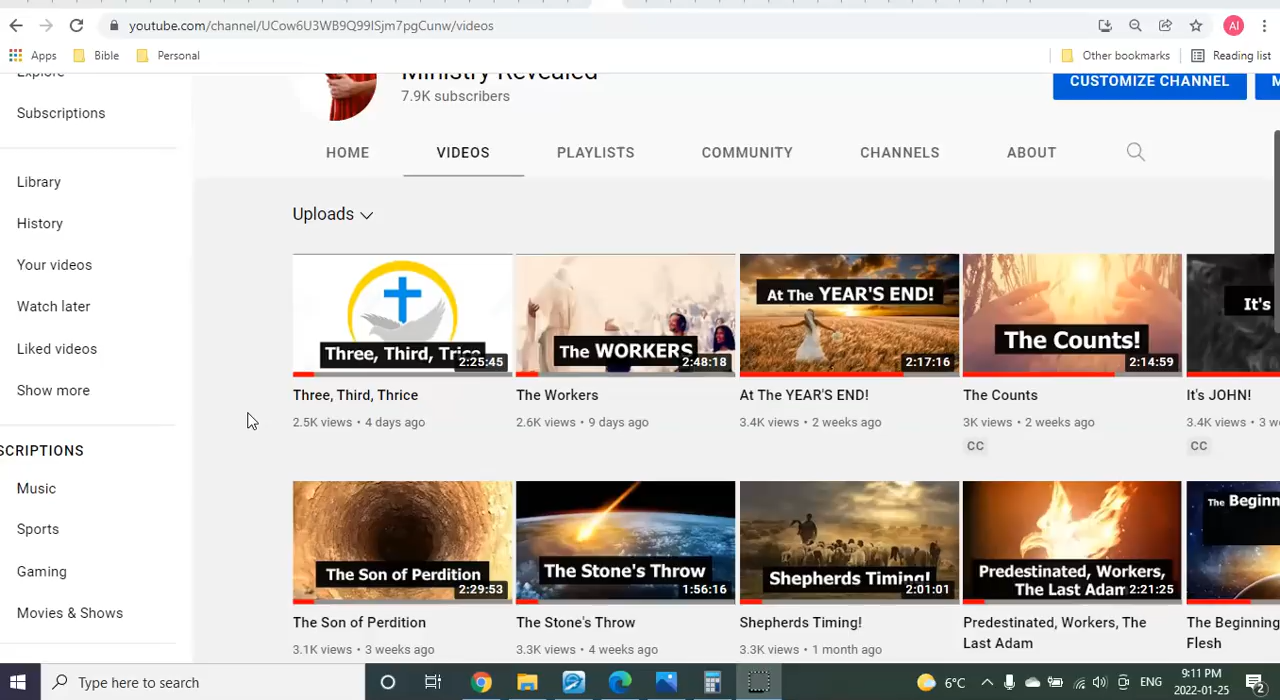 youtube.com/channel/UCow6U3WB9Q99ISjm7pgCunw/videos
AI
Apps
Bible
Personal
Other bookmarks
Reading list
Explore
Subscriptions
Library
History
Your videos
Watch later
Liked videos
Show more
SCRIPTIONS
Music
Sports
Gaming
Movies & Shows
Ministry Revealed
7.9K subscribers
CUSTOMIZE CHANNEL
M
HOME
VIDEOS
PLAYLISTS
COMMUNITY
CHANNELS
ABOUT
Uploads
Three, Third, Trice
2:25:45
The WORKERS
2:48:18
At The YEAR'S END!
2:17:16
The Counts!
2:14:59
It's
Three, Third, Thrice
2.5K views • 4 days ago
The Workers
2.6K views • 9 days ago
At The YEAR'S END!
3.4K views • 2 weeks ago
The Counts
3K views • 2 weeks ago
CC
It's JOHN!
3.4K views • 3 w
CC
The Son of Perdition
2:29:53
The Stone's Throw
1:56:16
Shepherds Timing!
2:01:01
Predestinated, Workers,
The Last Adam
2:21:25
The Beginn
The Son of Perdition
3.1K views • 3 weeks ago
The Stone's Throw
3.3K views • 4 weeks ago
Shepherds Timing!
3.3K views • 1 month ago
Predestinated, Workers, The
Last Adam
The Beginning
Flesh
Type here to search
6°C
ENG
9:11 PM
2022-01-25
2